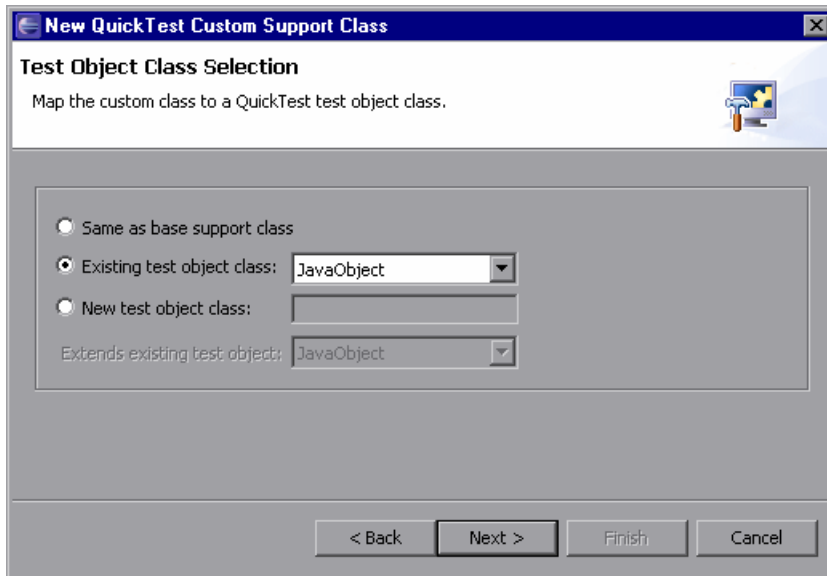 New QuickTest Custom Support Class
Test Object Class Selection
Map the custom class to a QuickTest test object class.
Same as base support class
Existing test object class: JavaObject
New test object class:
Extends existing test object: JavaObject
< Back Next > Finish Cancel